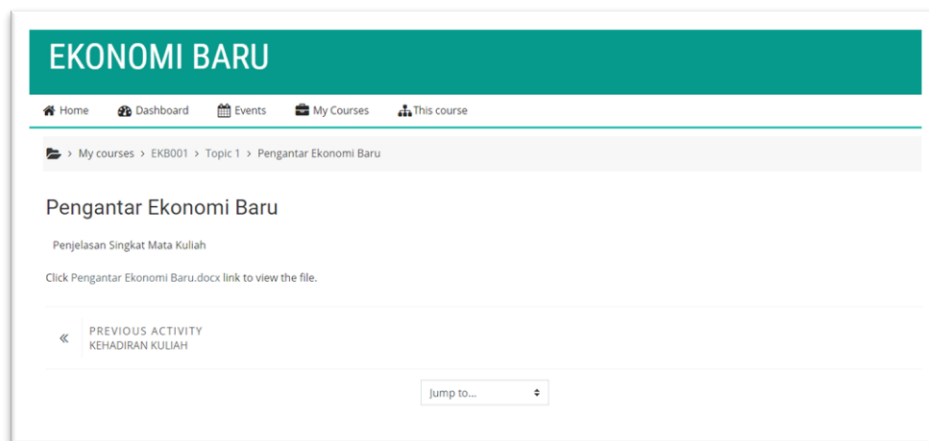 EKONOMI BARU
Home Dashboard Events My Courses This course
> My courses > EKB001 > Topic 1 > Pengantar Ekonomi Baru
Pengantar Ekonomi Baru
Penjelasan Singkat Mata Kuliah
Click Pengantar Ekonomi Baru.docx link to view the file.
« PREVIOUS ACTIVITY
KEHADIRAN KULIAH
Jump to...